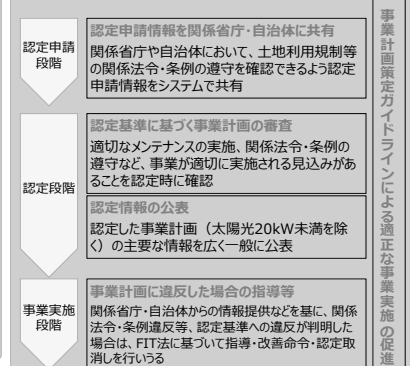 認定申請
段階
認定申請情報を関係省庁・自治体に共有
関係省庁や自治体において、土地利用規制等
の関係法令・条例の遵守を確認できるよう認定
申請情報をシステムで共有
認定段階
認定基準に基づく事業計画の審査
適切なメンテナンスの実施、関係法令・条例の
遵守など、事業が適切に実施される見込みがあ
ることを認定時に確認
認定情報の公表
認定した事業計画（太陽光20kW未満を除
く）の主要な情報を広く一般に公表
事業実施
段階
事業計画に違反した場合の指導等
関係省庁・自治体からの情報提供などを基に、関係
法令・条例違反等、認定基準への違反が判明した
場合は、FIT法に基づいて指導・改善命令・認定取
消しを行いうる
事業計画策定ガイドラインによる適正な事業実施の促進